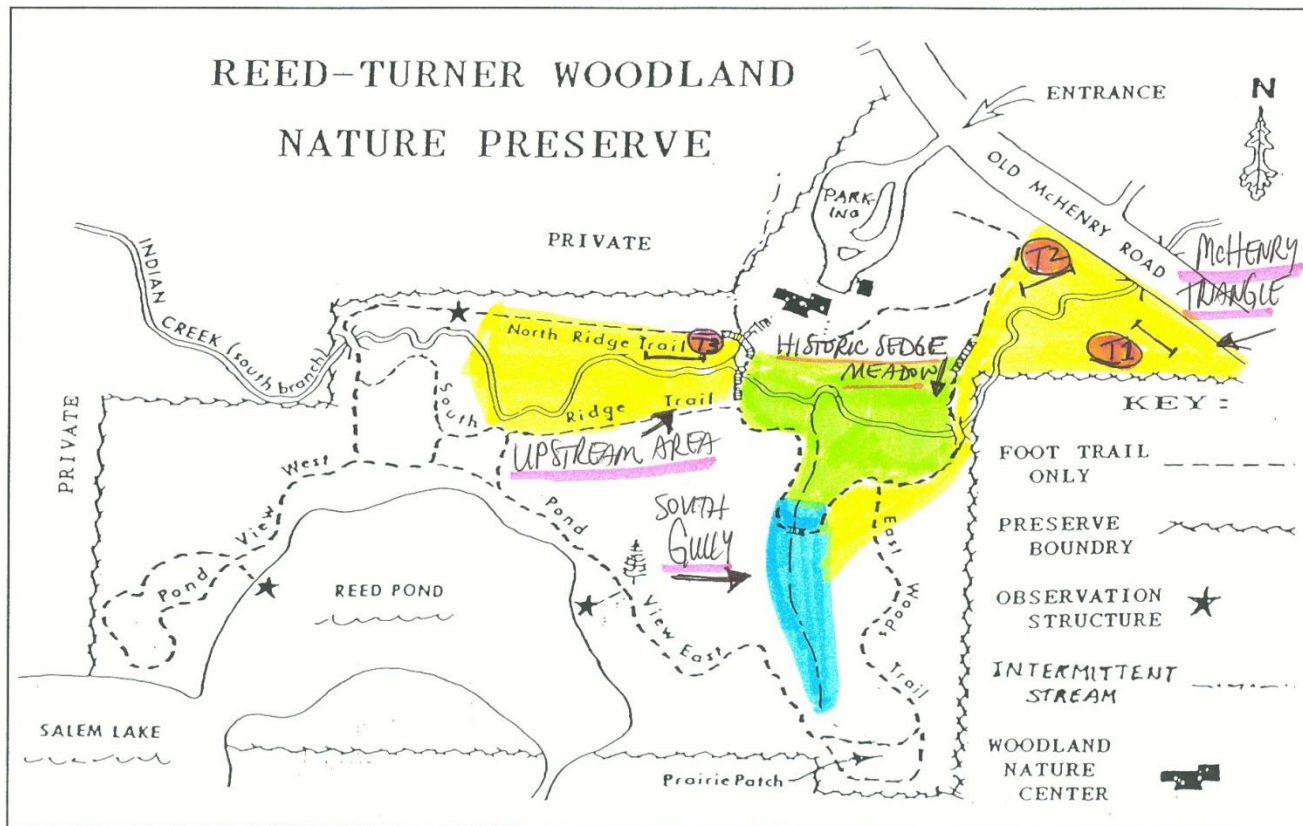 REED-TURNER WOODLAND
NATURE PRESERVE
ENTRANCE
N
OLD McHENRY ROAD
PARK-
ING
PRIVATE
McHENRY
TRIANGLE
INDIAN
CREEK (south branch)
North Ridge Trail
T3
T2
T1
HISTORIC SEDGE
MEADOW
South
Ridge Trail
UPSTREAM AREA
PRIVATE
West
View
Pond
Pond
View East
SOUTH
GULLY
East
Woods
Trail
REED POND
SALEM LAKE
Prairie Patch
KEY:
FOOT TRAIL
ONLY
PRESERVE
BOUNDRY
OBSERVATION
STRUCTURE
INTERMITTENT
STREAM
WOODLAND
NATURE
CENTER